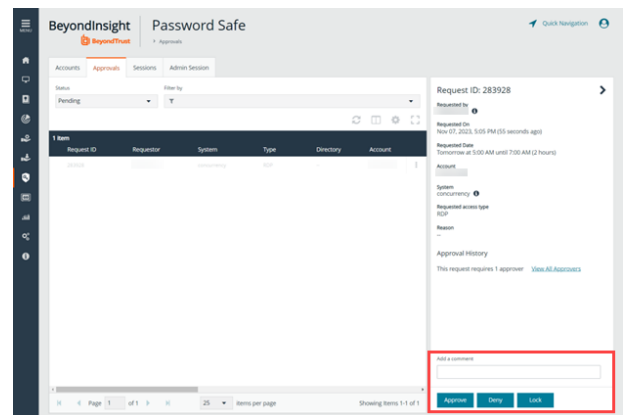 MENU
BeyondInsight
BeyondTrust
Password Safe
> Approvals
Quick Navigation
Accounts
Approvals
Sessions
Admin Session
Status
Pending
Filter by
1 item
Request ID
Requestor
System
Type
Directory
Account
concurrency
RDP
--
Page 1 of 1
25
items per page
Showing items 1-1 of 1
Request ID: 283928
Requested by
Requested On
Nov 07, 2023, 5:05 PM (55 seconds ago)
Requested Date
Tomorrow at 5:00 AM until 7:00 AM (2 hours)
Account
System
concurrency
Requested access type
RDP
Reason
--
Approval History
This request requires 1 approver View All Approvers
Add a comment
Approve
Deny
Lock